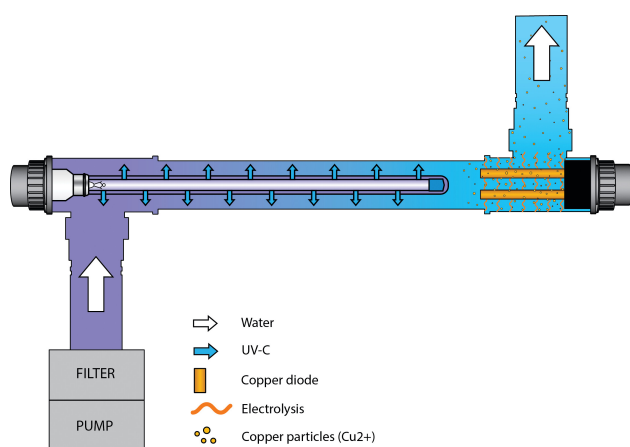 Water
UV-C
FILTER
Copper diode
Electrolysis
PUMP
Copper particles (Cu2+)